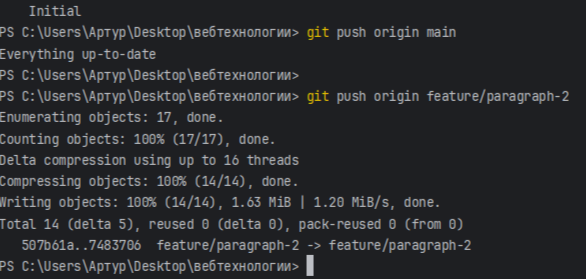 Initial
PS C:\Users\Артур\Desktop\вебтехнологии> git push origin main
Everything up-to-date
PS C:\Users\Артур\Desktop\вебтехнологии>
PS C:\Users\Артур\Desktop\вебтехнологии> git push origin feature/paragraph-2
Enumerating objects: 17, done.
Counting objects: 100% (17/17), done.
Delta compression using up to 16 threads
Compressing objects: 100% (14/14), done.
Writing objects: 100% (14/14), 1.63 MiB | 1.20 MiB/s, done.
Total 14 (delta 5), reused 0 (delta 0), pack-reused 0 (from 0)
507b61a..7483706  feature/paragraph-2 -> feature/paragraph-2
PS C:\Users\Артур\Desktop\вебтехнологии>